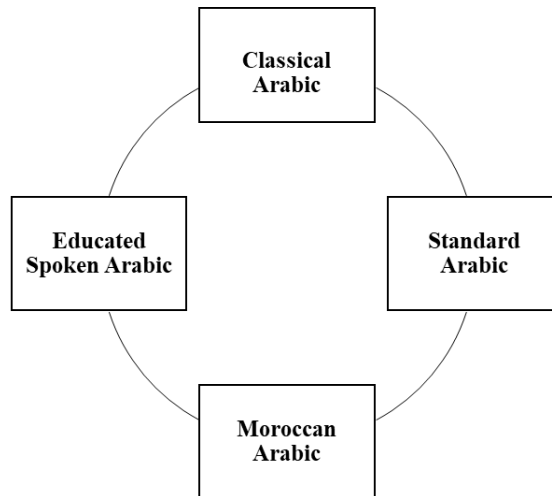 Classical
Arabic
Educated
Spoken Arabic
Standard
Arabic
Moroccan
Arabic